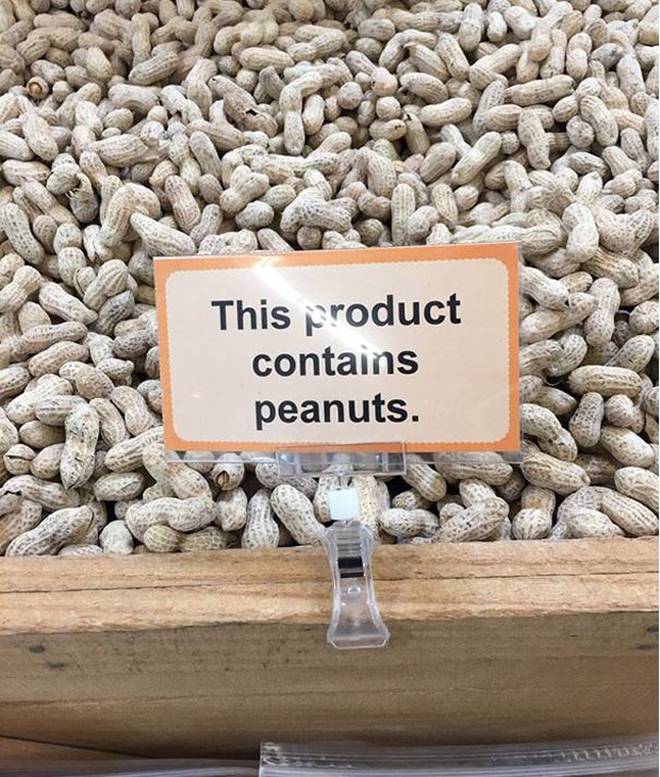 This product
contains
peanuts.